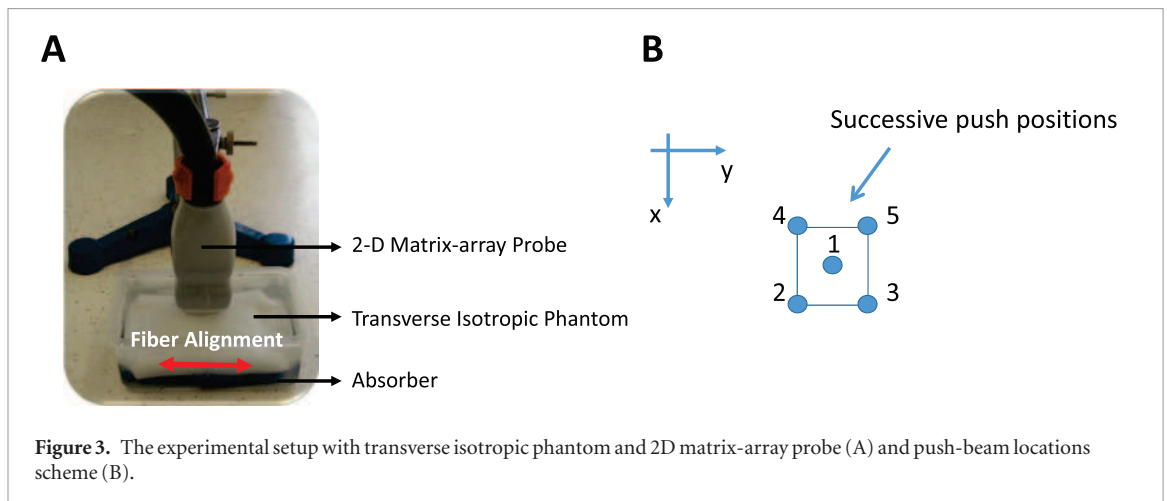 A
2-D Matrix-array Probe
Transverse Isotropic Phantom
Fiber Alignment
Absorber
B
Successive push positions
y
x
4
5
1
2
3
Figure 3. The experimental setup with transverse isotropic phantom and 2D matrix-array probe (A) and push-beam locations
scheme (B).